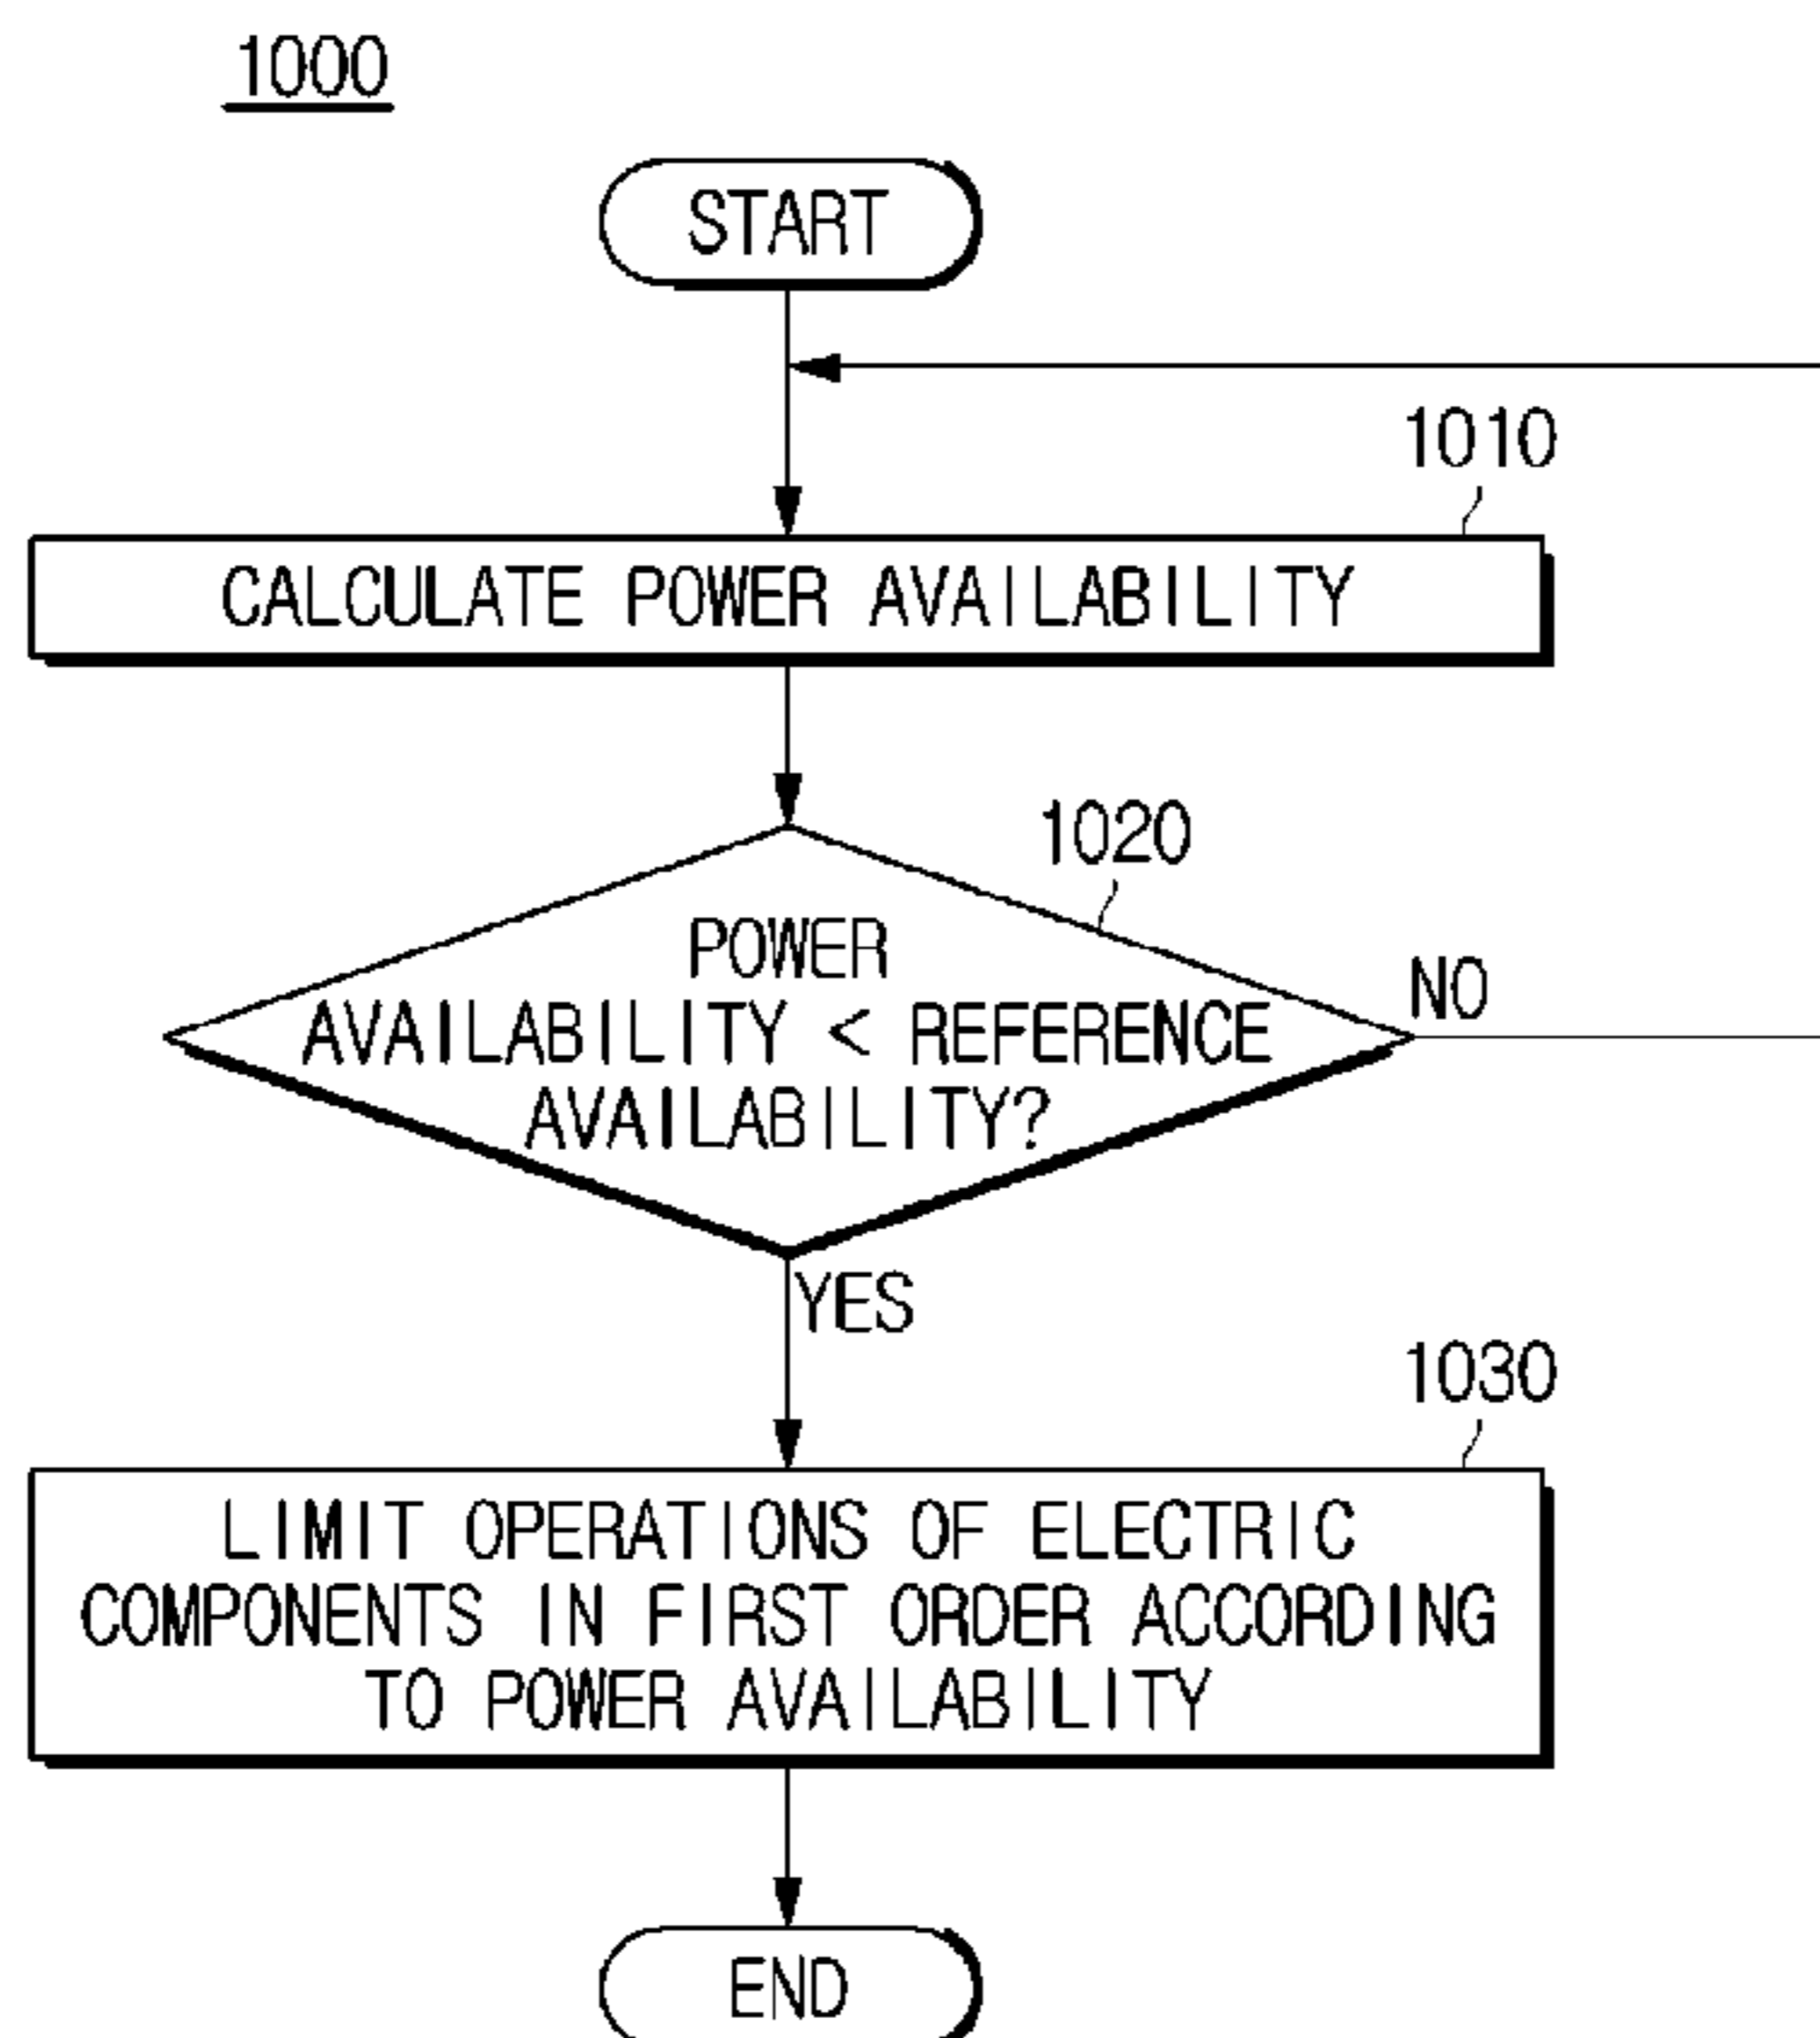 1000
START
1010
CALCULATE POWER AVAILABILITY
1020
POWER
AVAILABILITY < REFERENCE
AVAILABILITY?
NO
YES
1030
LIMIT OPERATIONS OF ELECTRIC
COMPONENTS IN FIRST ORDER ACCORDING
TO POWER AVAILABILITY
END